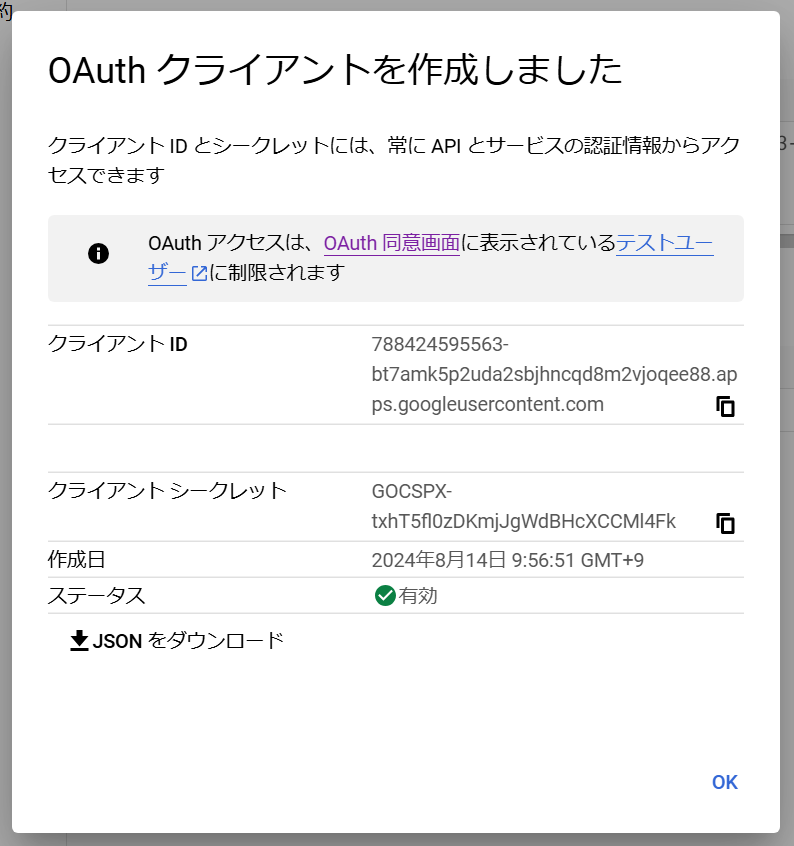 約
OAuth クライアントを作成しました
クライアント ID とシークレットには、常に API とサービスの認証情報からアク
セスできます
OAuth アクセスは、OAuth 同意画面に表示されているテストユー
ザーに制限されます
クライアント ID
788424595563-
bt7amk5p2uda2sbjhncqd8m2vjoqee88.ap
ps.googleusercontent.com
クライアント シークレット
GOCSPX-
txhT5fl0zDKmjJgWdBHcXCCMl4Fk
作成日 2024年8月14日 9:56:51 GMT+9
ステータス 有効
JSON をダウンロード
OK